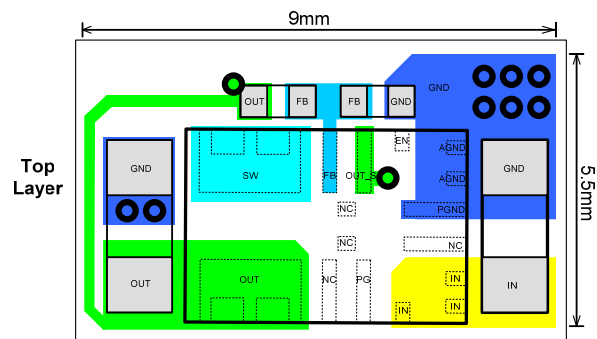 9mm
Top
Layer
5.5mm
OUT
FB
FB
GND
GND
EN
AGND
GND
SW
FB
OUT_S
AGND
GND
NC
PGND
NC
NC
OUT
OUT
NC
PG
IN
IN
IN
IN